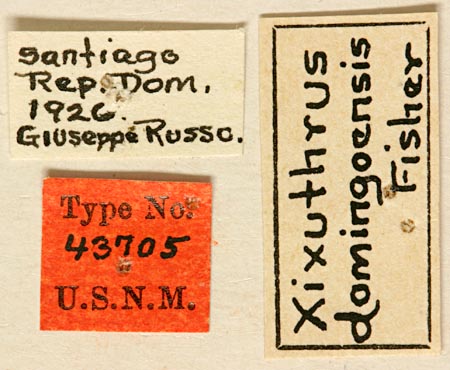 Santiago
Rep. Dom.
1926.
Giuseppe Russo.
Type No.
43705
U.S.N.M.
Xixuthrus
domingoensis
Fisher